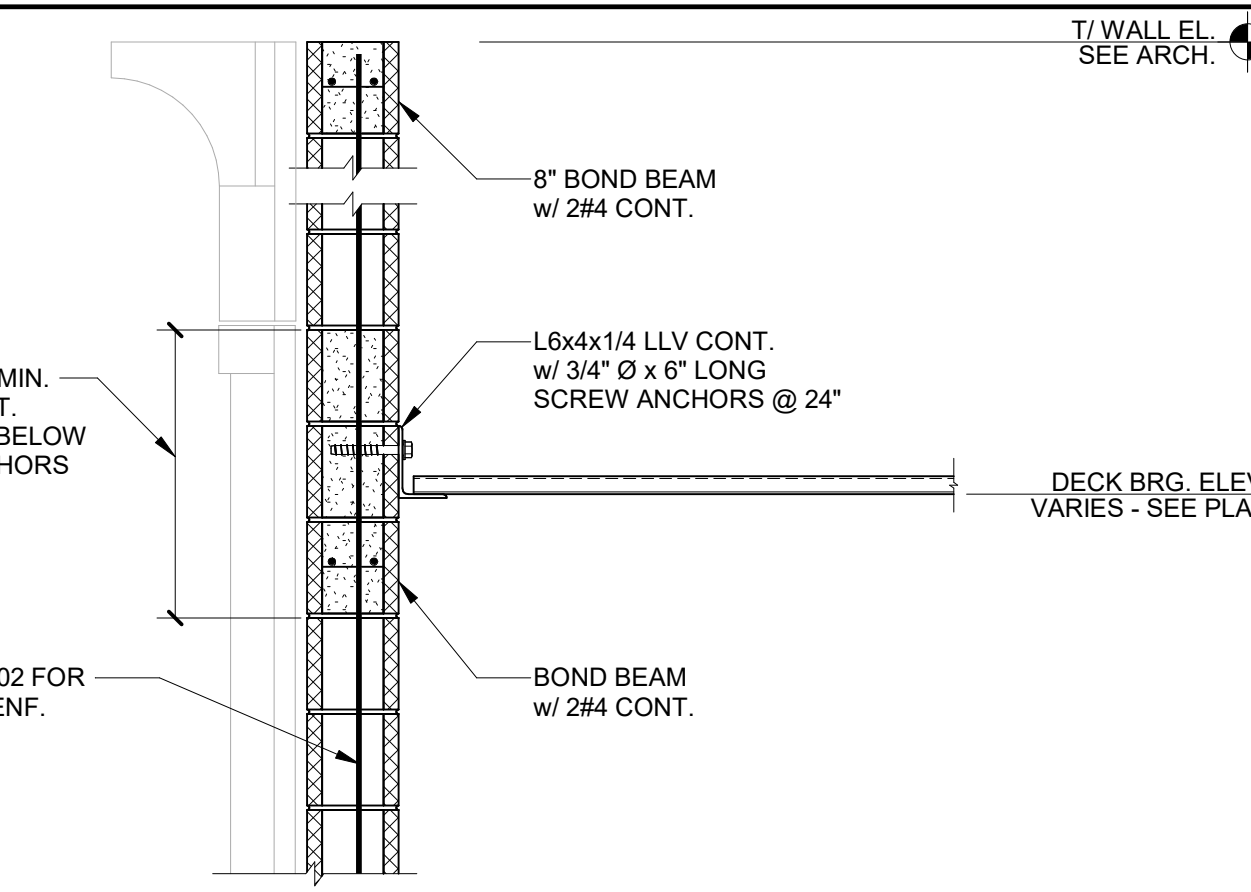 T/ WALL EL.
SEE ARCH.
8" BOND BEAM
w/ 2#4 CONT.
L6x4x1/4 LLV CONT.
w/ 3/4" Ø x 6" LONG
SCREW ANCHORS @ 24"
MIN.
T.
BELOW
HORS
DECK BRG. ELEV
VARIES - SEE PLA
02 FOR
ENF.
BOND BEAM
w/ 2#4 CONT.